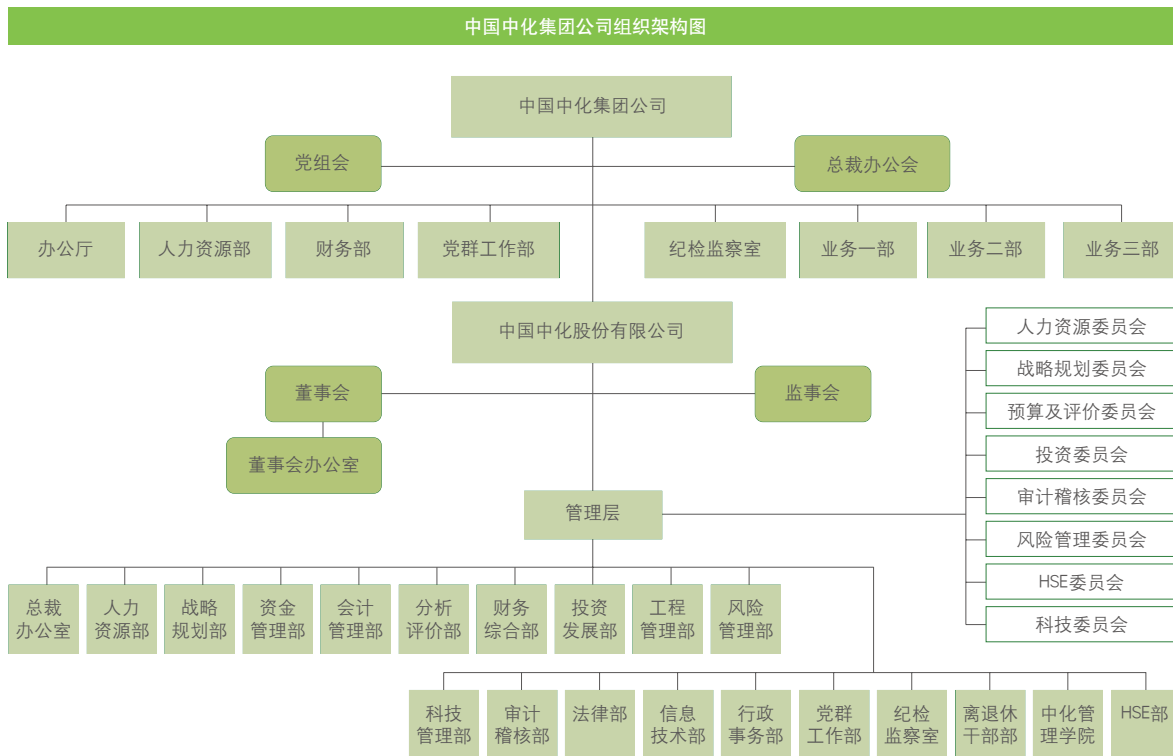 中国中化集团公司组织架构图
中国中化集团公司
党组会
总裁办公会
办公厅
人力资源部
财务部
党群工作部
纪检监察室
业务一部
业务二部
业务三部
中国中化股份有限公司
董事会
监事会
董事会办公室
管理层
人力资源委员会
战略规划委员会
预算及评价委员会
投资委员会
审计稽核委员会
风险管理委员会
HSE委员会
科技委员会
总裁
办公室
人力
资源部
战略
规划部
资金
管理部
会计
管理部
分析
评价部
财务
综合部
投资
发展部
工程
管理部
风险
管理部
科技
管理部
审计
稽核部
法律部
信息
技术部
行政
事务部
党群
工作部
纪检
监察室
离退休
干部部
中化管
理学院
HSE部